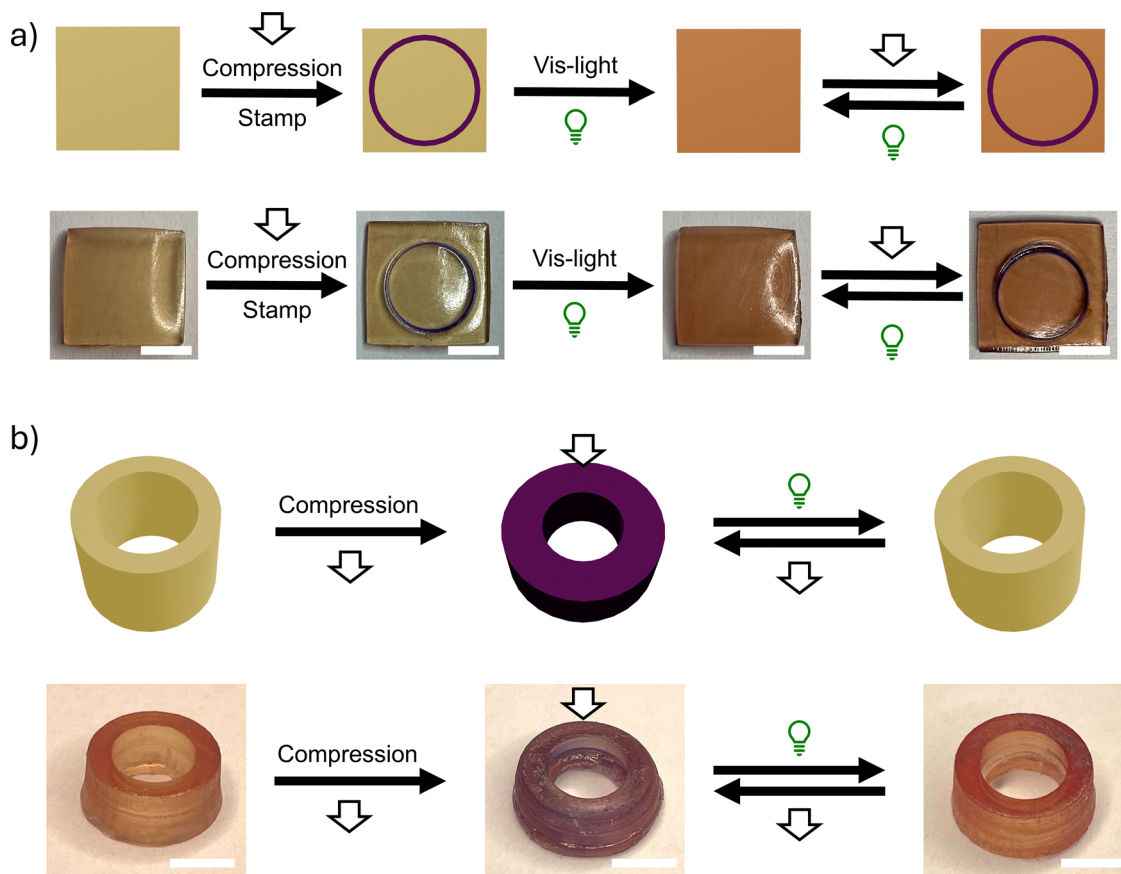 a)
Compression
Stamp
Vis-light
Compression
Stamp
Vis-light
b)
Compression
Compression